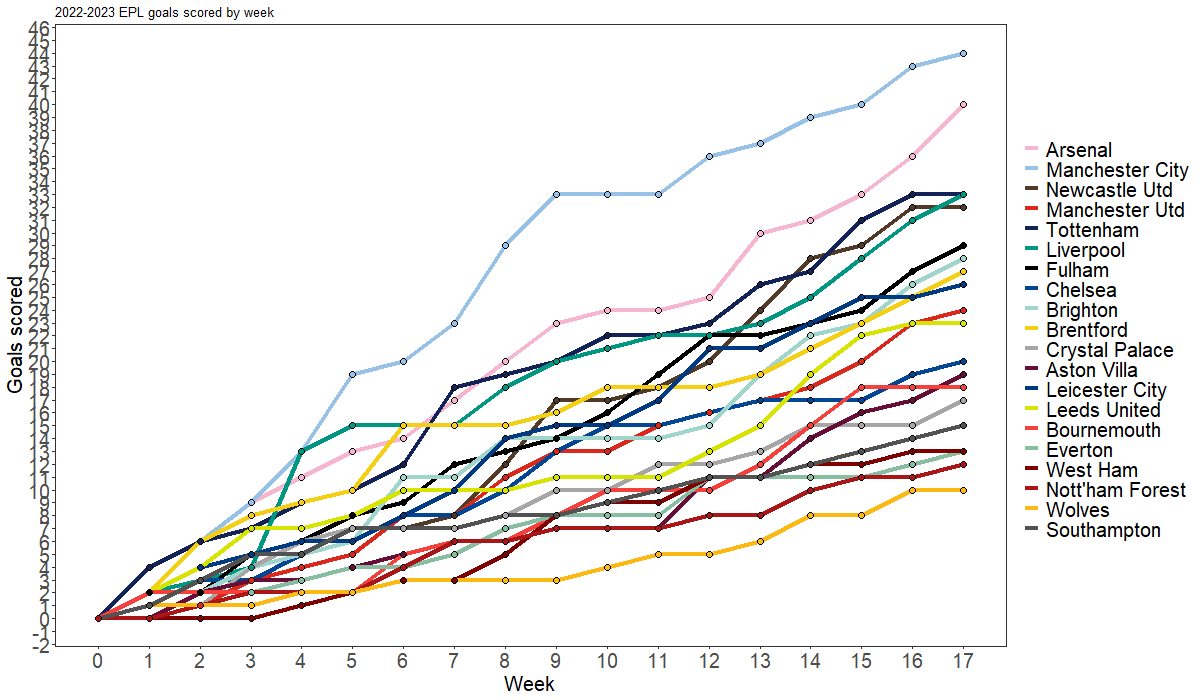 2022-2023 EPL goals scored by week
46
45
44
43
42
41
40
39
38
37
36
35
34
33
32
31
30
29
28
27
26
25
24
23
22
21
20
19
18
17
16
15
14
13
12
11
10
9
8
7
6
5
4
3
2
1
0
-1
-2
Goals scored
0 1 2 3 4 5 6 7 8 9 10 11 12 13 14 15 16 17
Week
Arsenal
Manchester City
Newcastle Utd
Manchester Utd
Tottenham
Liverpool
Fulham
Chelsea
Brighton
Brentford
Crystal Palace
Aston Villa
Leicester City
Leeds United
Bournemouth
Everton
West Ham
Nott'ham Forest
Wolves
Southampton